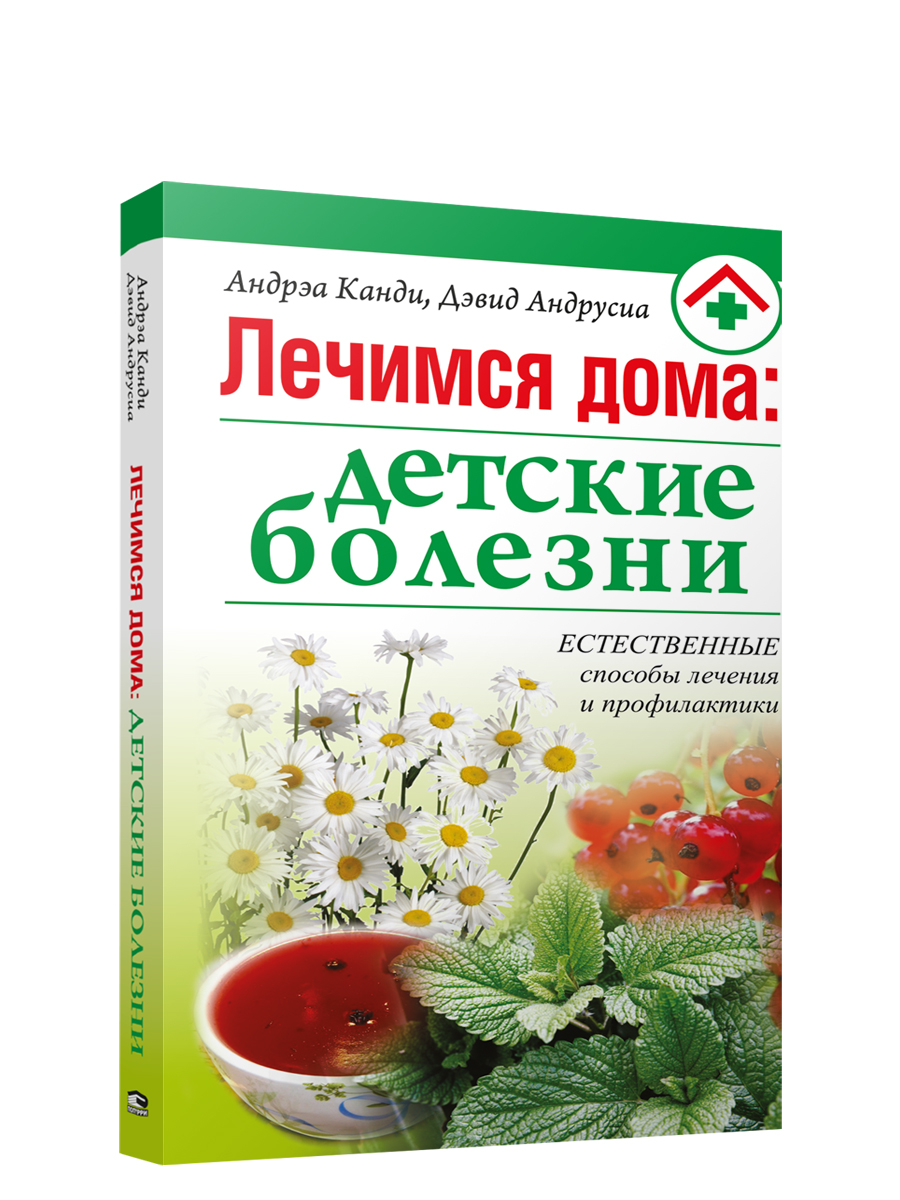 Андрэа Канди, Дэвид Андрусиа
Лечимся дома:
детские
болезни
ЕСТЕСТВЕННЫЕ
способы лечения
и профилактики
Андрэа Канди
Дэвид Андрусиа
ЛЕЧИМСЯ ДОМА: ДЕТСКИЕ БОЛЕЗНИ
ПОПУРРИ